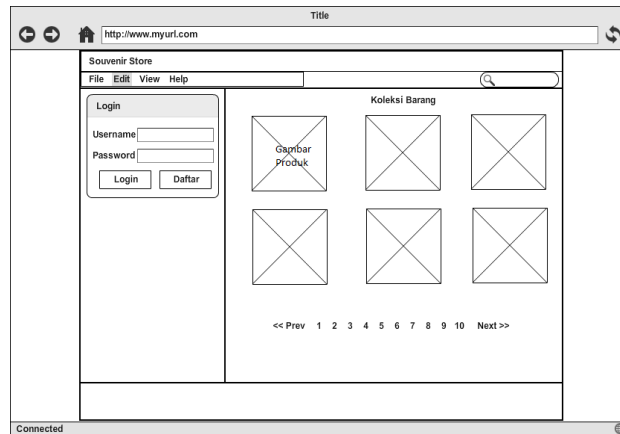 Title
http://www.myurl.com
Souvenir Store
File Edit View Help
Login
Username
Password
Login Daftar
Koleksi Barang
Gambar
Produk
<< Prev 1 2 3 4 5 6 7 8 9 10 Next >>
Connected